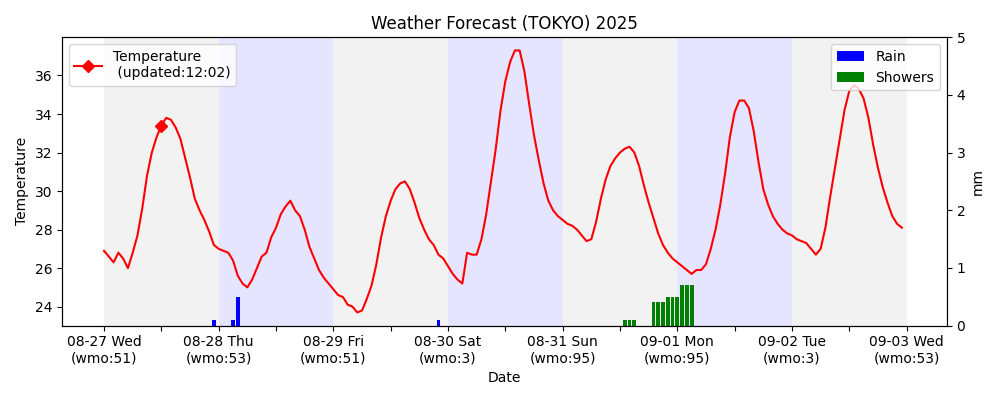 Weather Forecast (TOKYO) 2025
Temperature
(updated:12:02)
Rain
Showers
36
34
32
30
28
26
24
Temperature
5
4
3
2
1
0
mm
08-27 Wed
(wmo:51)
08-28 Thu
(wmo:53)
08-29 Fri
(wmo:51)
08-30 Sat
(wmo:3)
08-31 Sun
(wmo:95)
09-01 Mon
(wmo:95)
09-02 Tue
(wmo:3)
09-03 Wed
(wmo:53)
Date